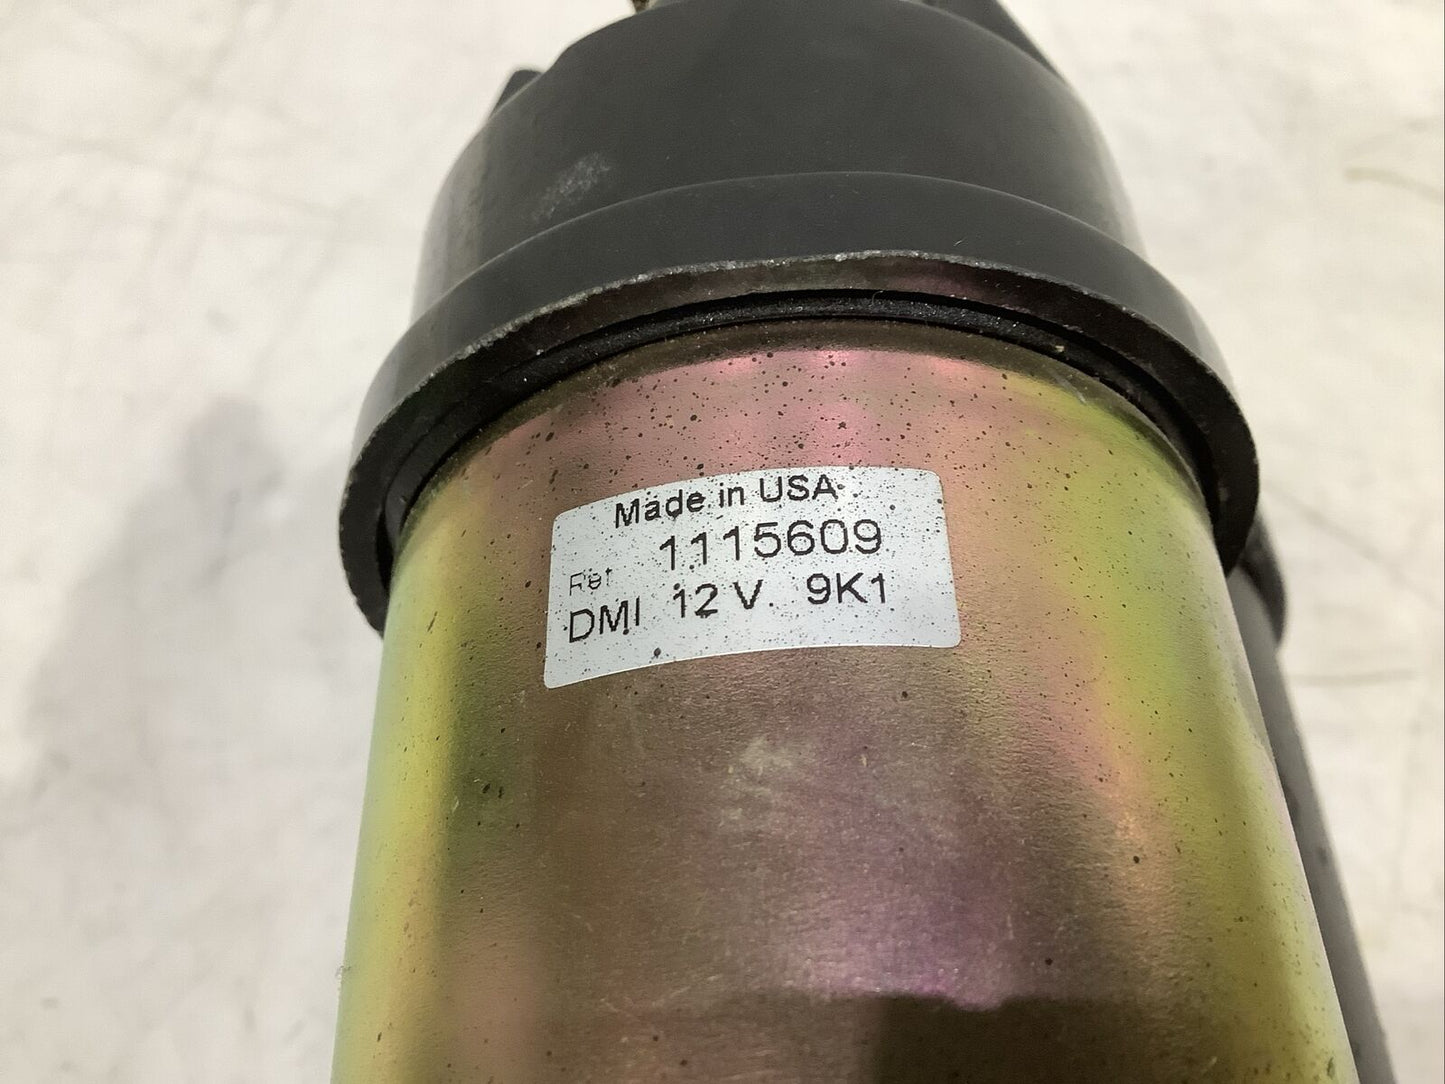 Made in USA
1115609
Ref
DMI 12 V. 9K1